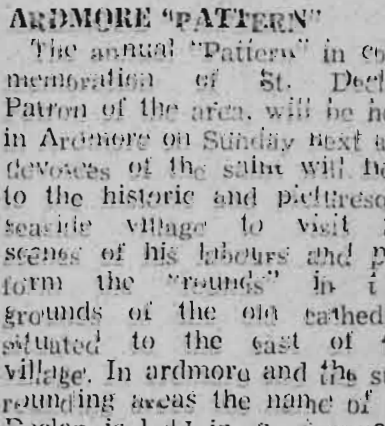 ARDMORE "PATTERN"
The annual "Pattern" in co
memoration of St. Decl
Patron of the area, will be he
in Ardmore on Sunday next a
devotees of the saint will
to the historic and picturesq
seaside village to visit
scenes of his labours and p
form the "rounds" in t
grounds of the old cathed
situated to the east of t
village. In ardmore and the s
rounding areas the name of